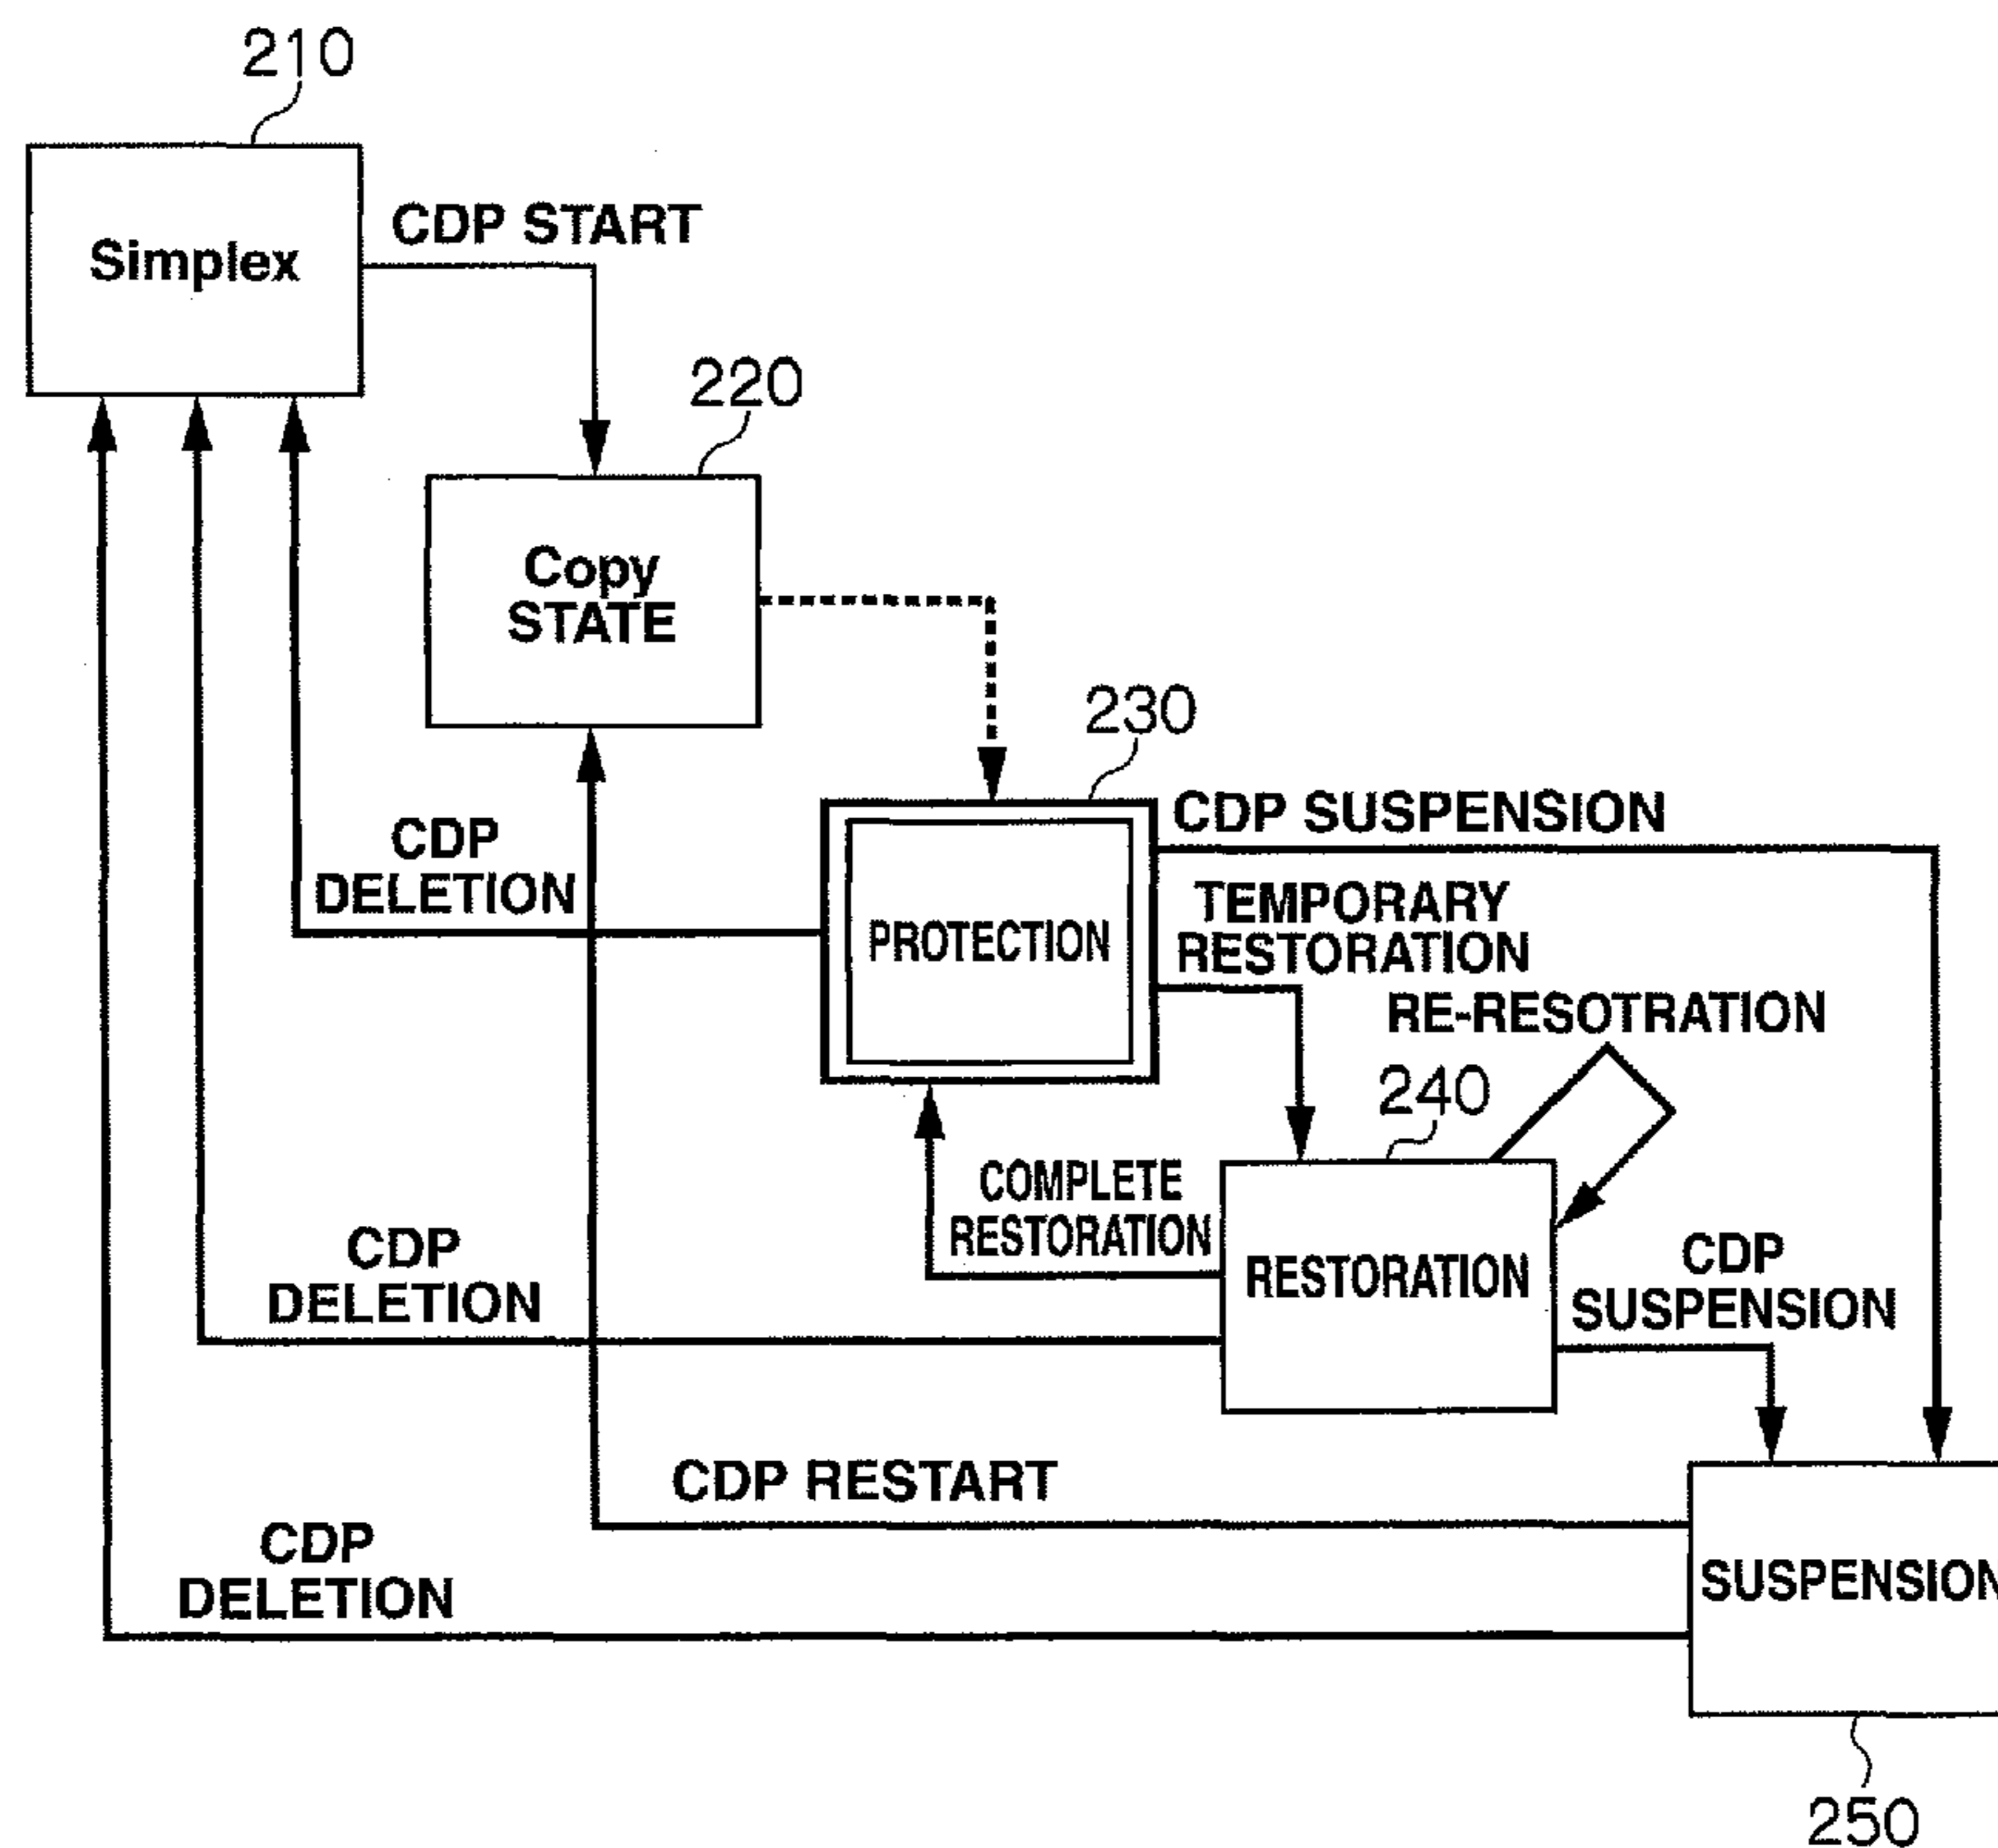 210
Simplex
CDP START
220
Copy
STATE
230
CDP SUSPENSION
CDP
DELETION
PROTECTION
TEMPORARY
RESTORATION
RE-RESOTRATION
240
COMPLETE
RESTORATION
RESTORATION
CDP
DELETION
CDP
SUSPENSION
CDP RESTART
CDP
DELETION
SUSPENSION
250